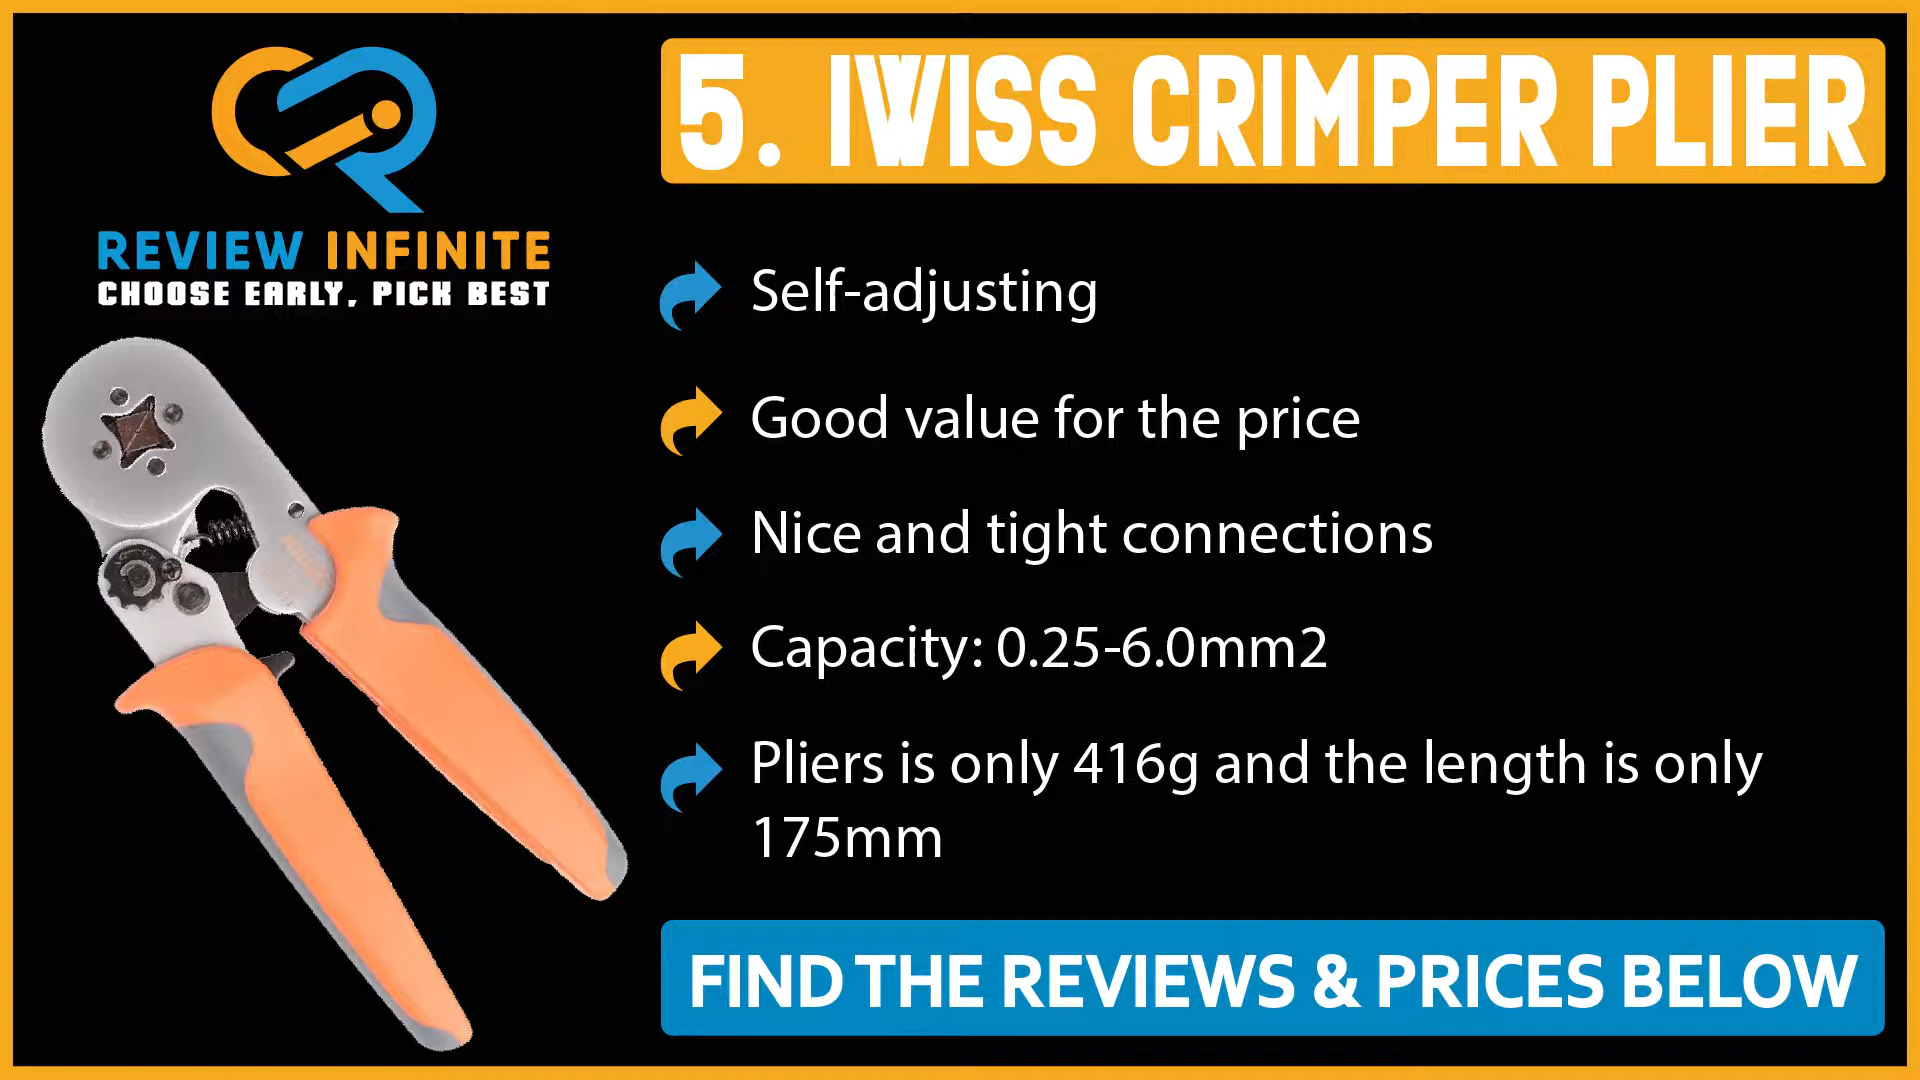 REVIEW INFINITE
CHOOSE EARLY, PICK BEST
5. IWISS CRIMPER PLIER
Self-adjusting
Good value for the price
Nice and tight connections
Capacity: 0.25-6.0mm2
Pliers is only 416g and the length is only
175mm
FIND THE REVIEWS & PRICES BELOW